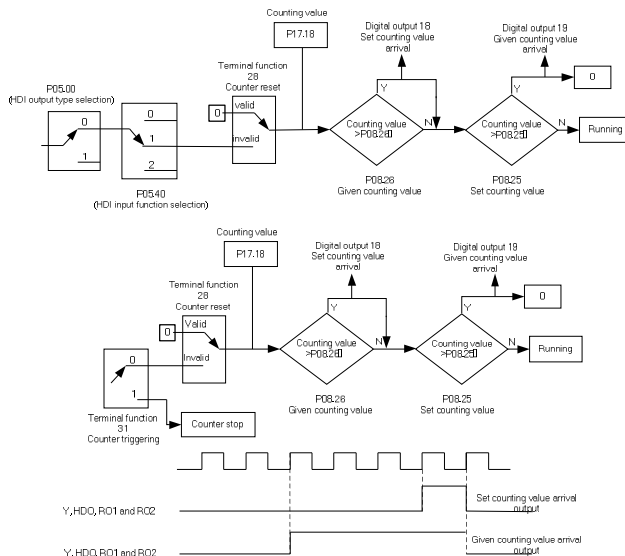 Counting value
P17.18
Digital output 18
Set counting value
arrival
Digital output 19
Given counting value
arrival
Terminal function
28
Counter reset
P05.00
(HDI output type selection)
0
1
0
1
2
P05.40
(HDI input function selection)
0
valid
invalid
Y
N
Counting value
>P08.26
P08.26
Given counting value
Y
N
Counting value
>P08.25
P08.25
Set counting value
0
Running
Counting value
P17.18
Digital output 18
Set counting value
arrival
Digital output 19
Given counting value
arrival
Terminal function
28
Counter reset
0
Valid
Invalid
0
1
Terminal function
31
Counter triggering
Counter stop
Y
N
Counting value
>P08.26
P08.26
Given counting value
Y
N
Counting value
>P08.25
P08.25
Set counting value
0
Running
Y, HDO, RO1 and RO2
Set counting value arrival
output
Y, HDO, RO1 and RO2
Given counting value arrival
output